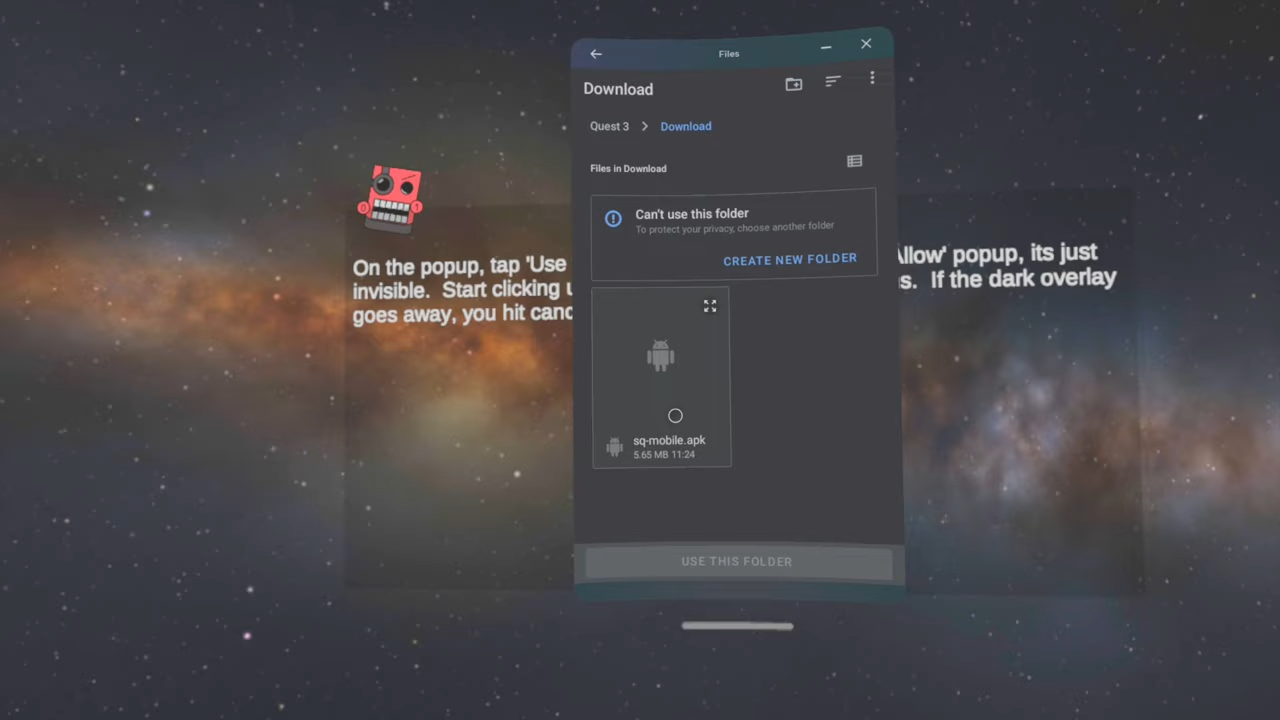 Files
Download
Quest 3 > Download
Files in Download
Can't use this folder
To protect your privacy, choose another folder
CREATE NEW FOLDER
sq-mobile.apk
5.65 MB 11:24
USE THIS FOLDER
On the popup, tap 'Use
Allow' popup, its just
invisible. Start clicking
s. If the dark overlay
goes away, you hit canc